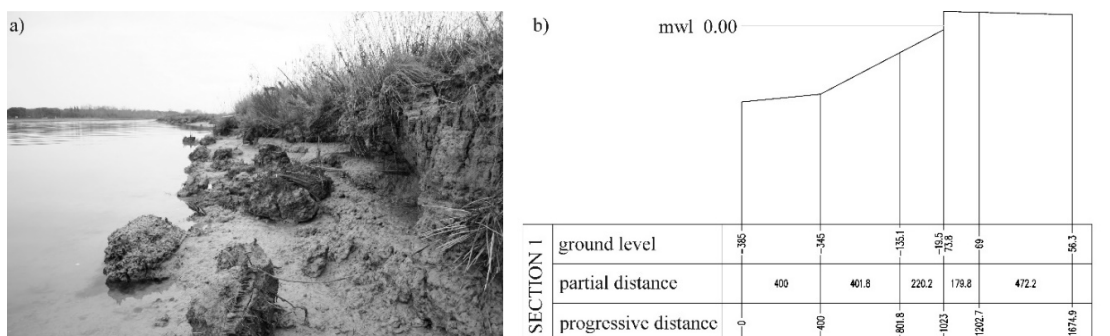 a)
b)
mwl 0.00
SECTION 1
ground level -385 -345 -135.1 -19.5 73.8 69 56.3
partial distance 400 401.8 220.2 179.8 472.2
progressive distance 0 400 801.8 1023 1202.7 1674.9